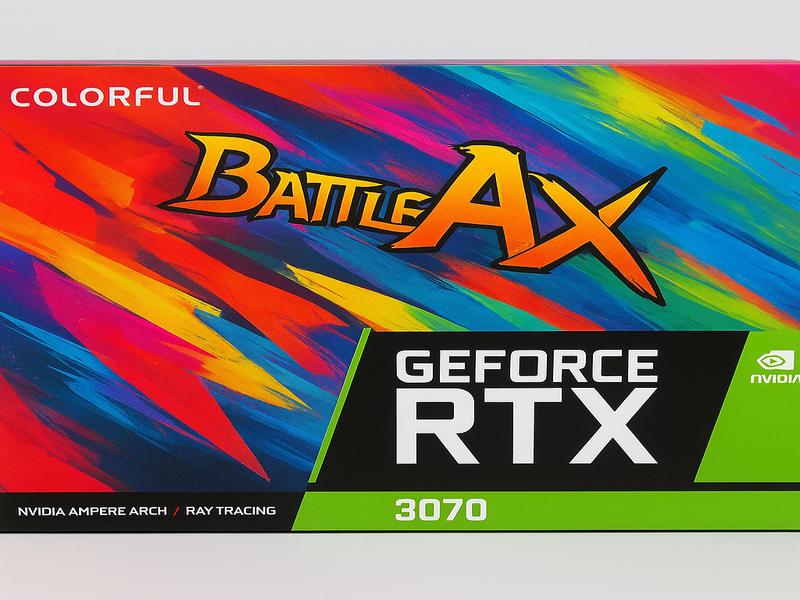 COLORFUL
BATTLEAX
GEFORCE
RTX
NVIDIA
3070
NVIDIA AMPERE ARCH / RAY TRACING